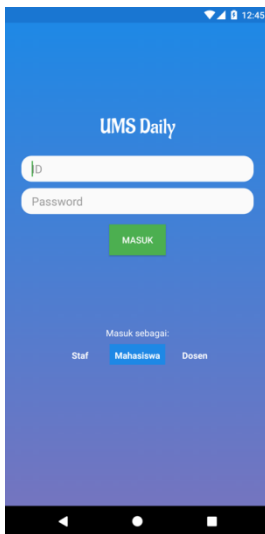 12:45
UMS Daily
ID
Password
MASUK
Masuk sebagai:
Staf Mahasiswa Dosen